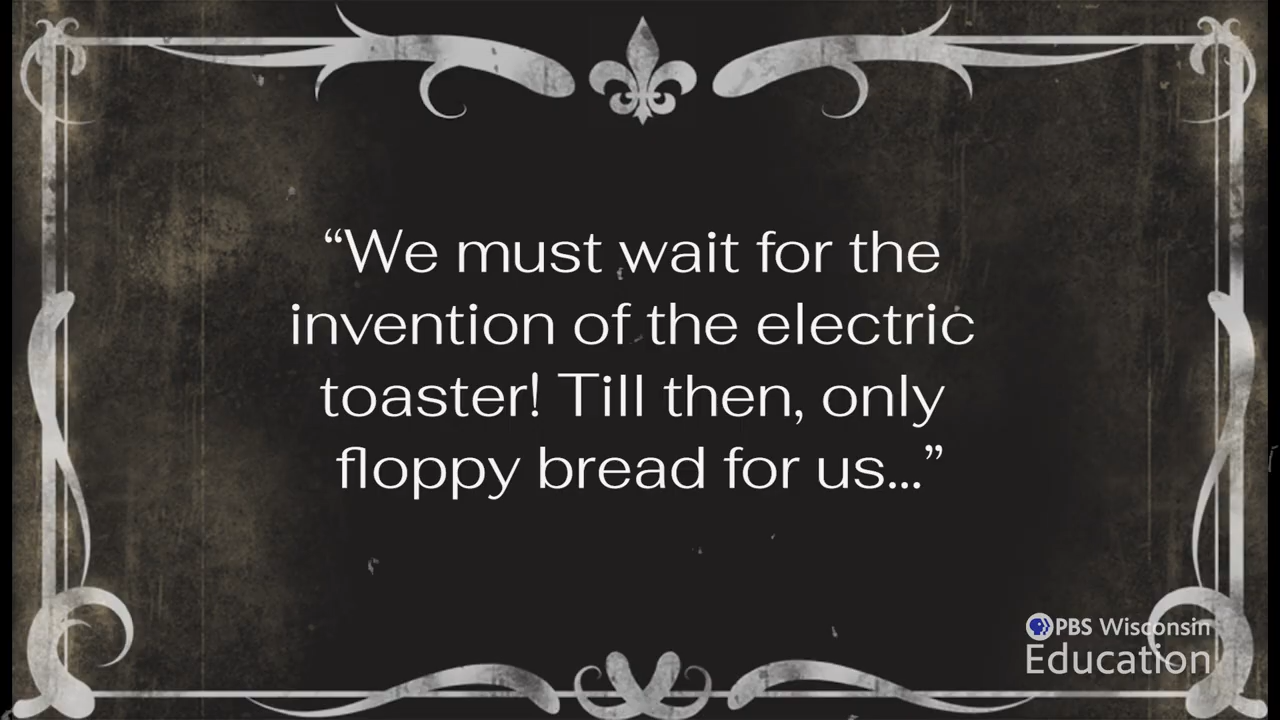 “We must wait for the
invention of the electric
toaster! Till then, only
floppy bread for us...”
PBS Wisconsin
Education